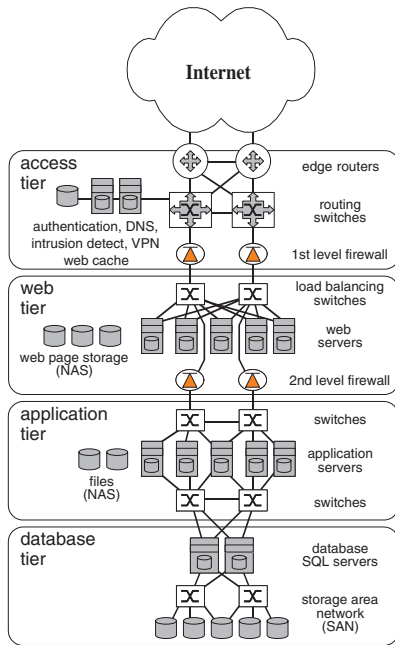 Internet
access
tier
edge routers
routing
switches
authentication, DNS,
intrusion detect, VPN
web cache
1st level firewall
web
tier
load balancing
switches
web
servers
web page storage
(NAS)
2nd level firewall
application
tier
switches
application
servers
files
(NAS)
switches
database
tier
database
SQL servers
storage area
network
(SAN)